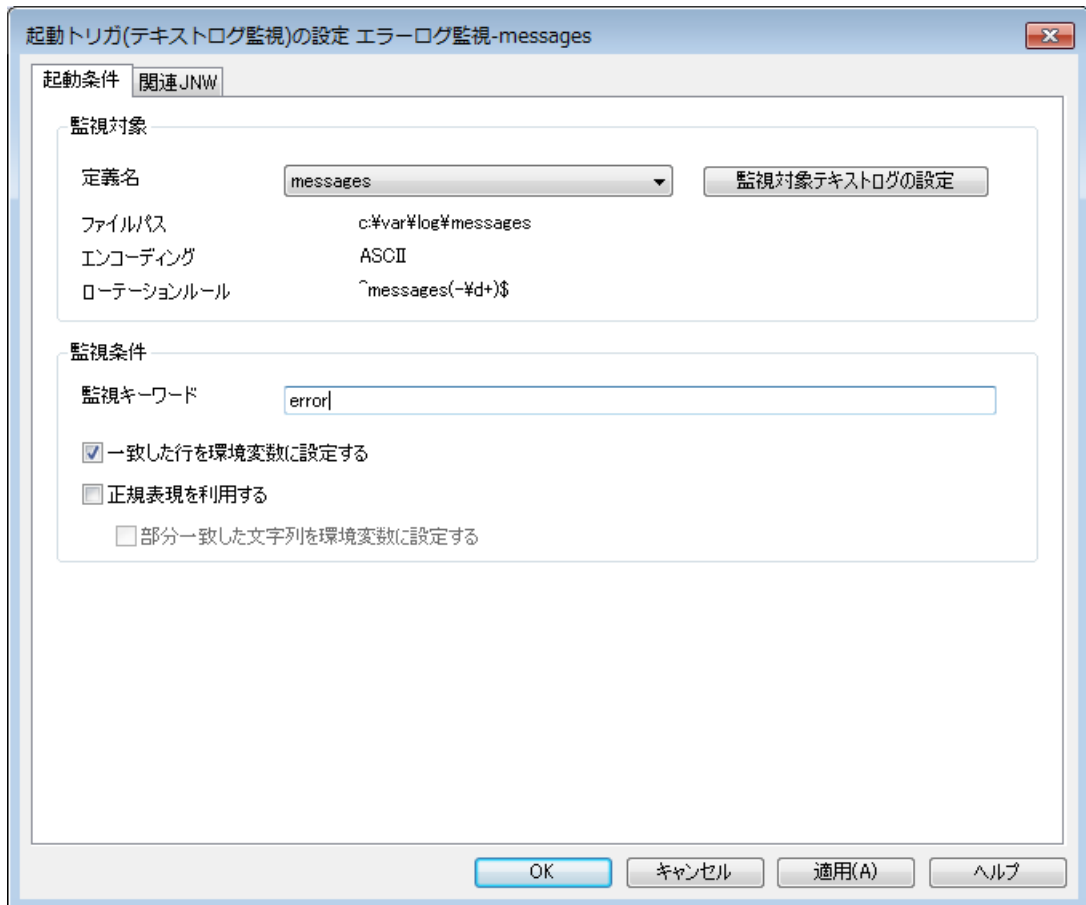 起動トリガ(テキストログ監視)の設定 エラーログ監視-messages
起動条件 関連JNW
監視対象
定義名 messages 監視対象テキストログの設定
ファイルパス c:¥var¥log¥messages
エンコーディング ASCII
ローテーションルール ^messages(-¥d+)$
監視条件
監視キーワード error
一致した行を環境変数に設定する
正規表現を利用する
部分一致した文字列を環境変数に設定する
OK キャンセル 適用(A) ヘルプ